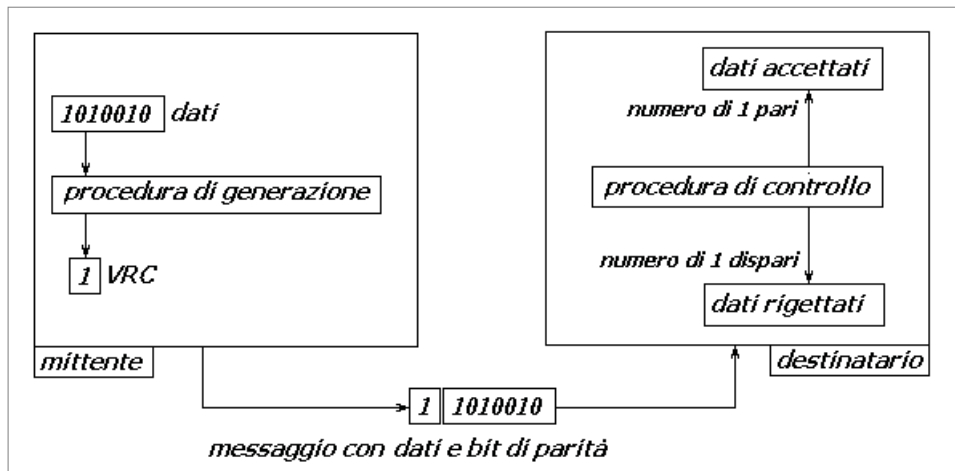 1010010 dati
procedura di generazione
1 VRC
mittente
dati accettati
numero di 1 pari
procedura di controllo
numero di 1 dispari
dati rigettati
destinatario
1 1010010
messaggio con dati e bit di parità